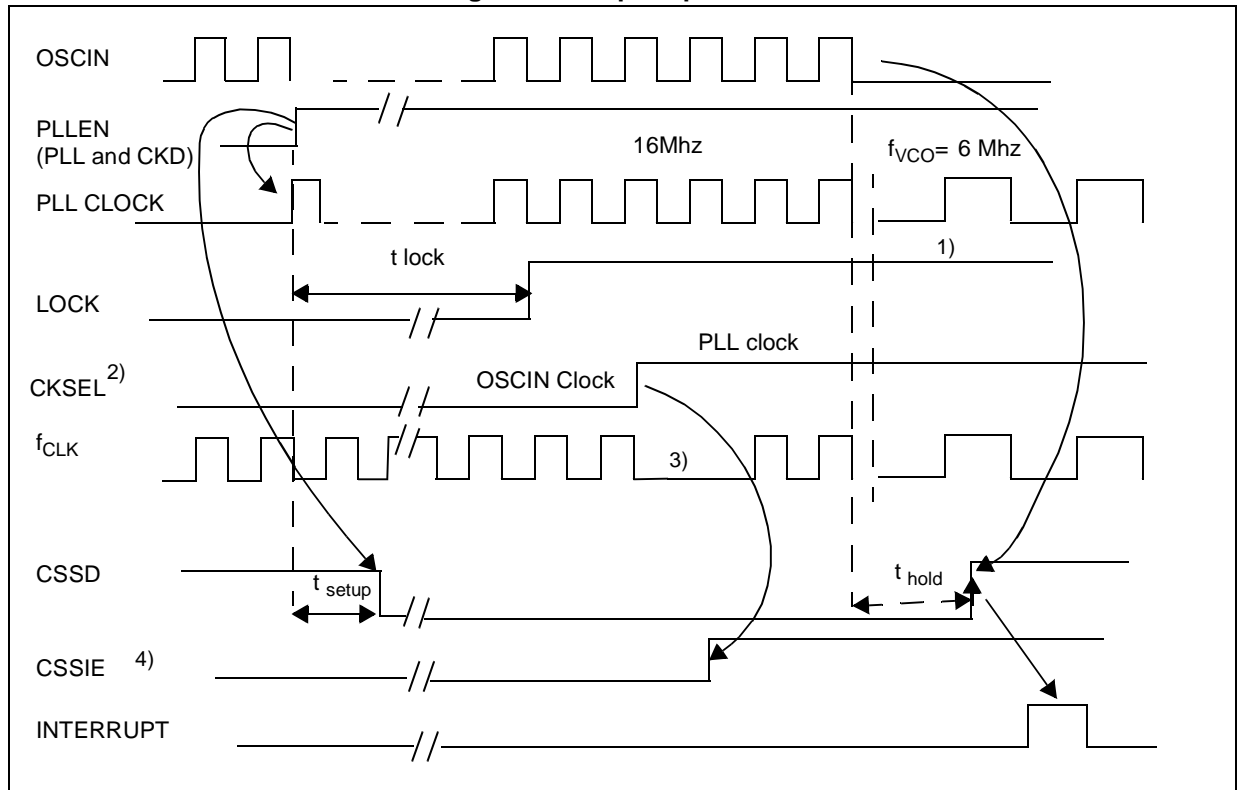 OSCIN
PLLEN
(PLL and CKD)
16Mhz
fVCO= 6 Mhz
PLL CLOCK
t lock
1)
LOCK
PLL clock
CKSEL2)
OSCIN Clock
fCLK
3)
CSSD
t setup
t hold
CSSIE 4)
INTERRUPT